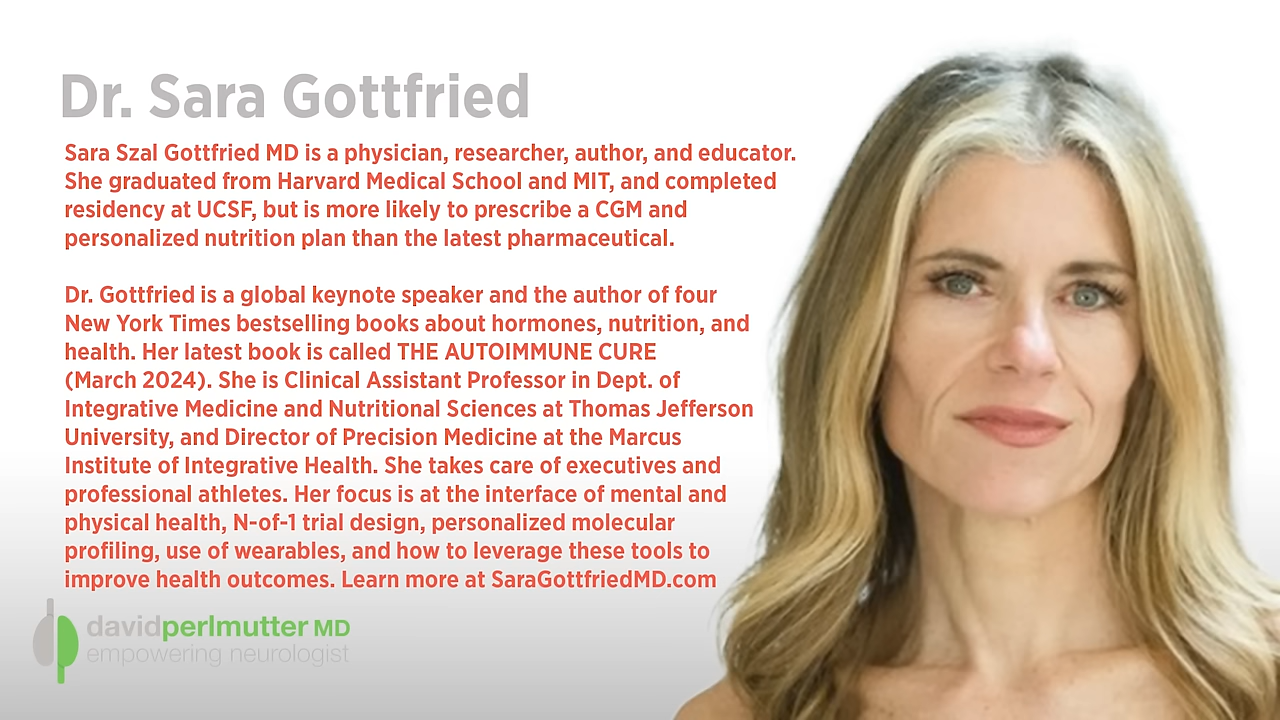 Dr. Sara Gottfried
Sara Szal Gottfried MD is a physician, researcher, author, and educator.
She graduated from Harvard Medical School and MIT, and completed
residency at UCSF, but is more likely to prescribe a CGM and
personalized nutrition plan than the latest pharmaceutical.
Dr. Gottfried is a global keynote speaker and the author of four
New York Times bestselling books about hormones, nutrition, and
health. Her latest book is called THE AUTOIMMUNE CURE
(March 2024). She is Clinical Assistant Professor in Dept. of
Integrative Medicine and Nutritional Sciences at Thomas Jefferson
University, and Director of Precision Medicine at the Marcus
Institute of Integrative Health. She takes care of executives and
professional athletes. Her focus is at the interface of mental and
physical health, N-of-1 trial design, personalized molecular
profiling, use of wearables, and how to leverage these tools to
improve health outcomes. Learn more at SaraGottfriedMD.com
davidperlmutter MD
empowering neurologist